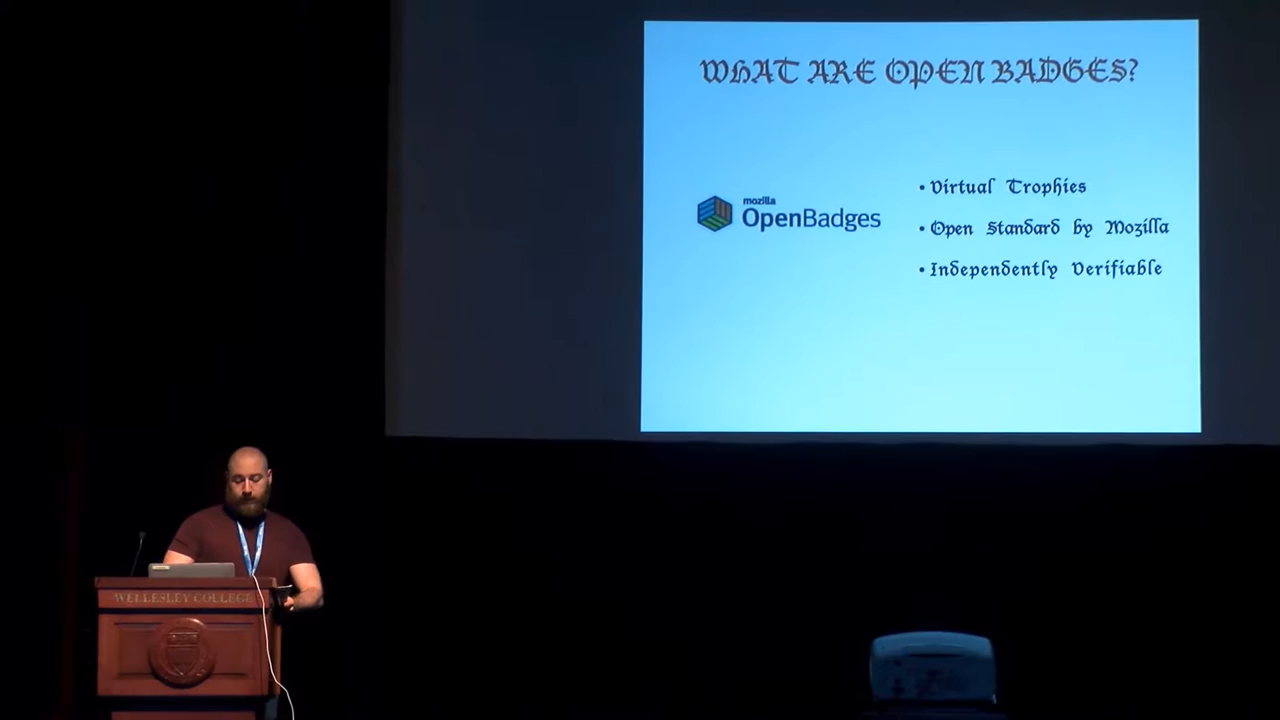 WHAT ARE OPEN BADGES?
mozilla
OpenBadges
• Virtual Trophies
• Open Standard by Mozilla
• Independently Verifiable
WELLESLEY COLLEGE